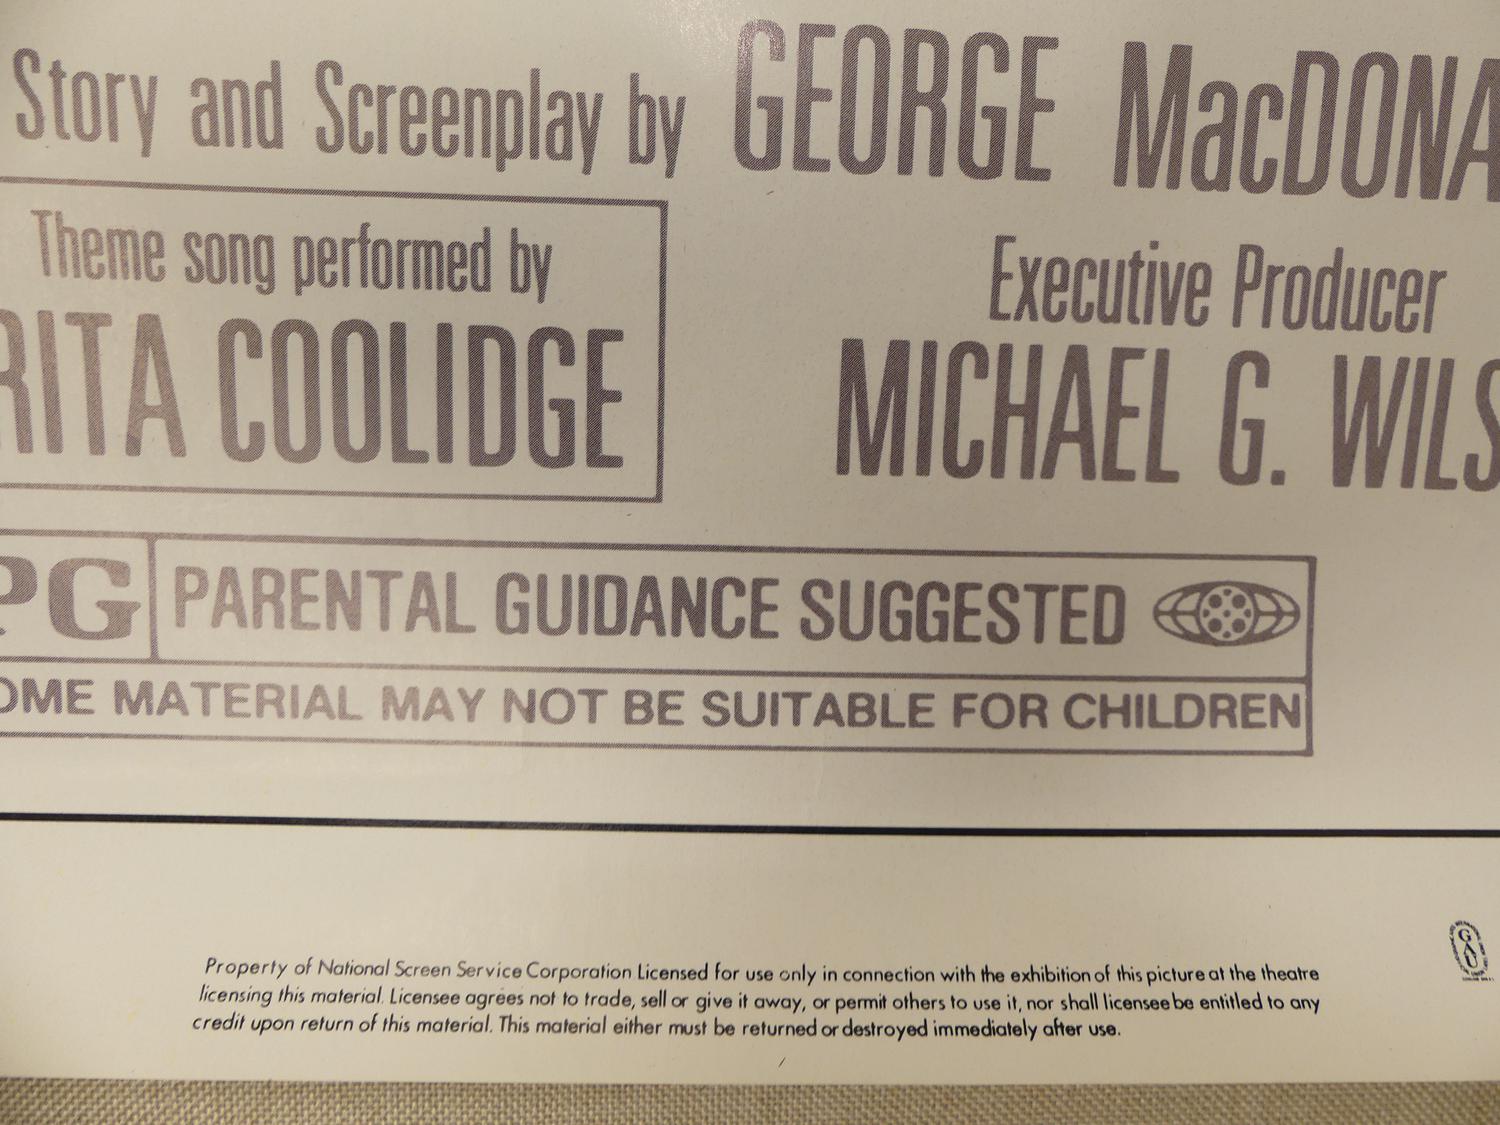 Story and Screenplay by GEORGE MacDONA
Theme song performed by
RITA COOLIDGE
Executive Producer
MICHAEL G. WILS
PG PARENTAL GUIDANCE SUGGESTED
OME MATERIAL MAY NOT BE SUITABLE FOR CHILDREN
Property of National Screen Service Corporation Licensed for use only in connection with the exhibition of this picture at the theatre
licensing this material. Licensee agrees not to trade, sell or give it away, or permit others to use it, nor shall licensee be entitled to any
credit upon return of this material. This material either must be returned or destroyed immediately after use.